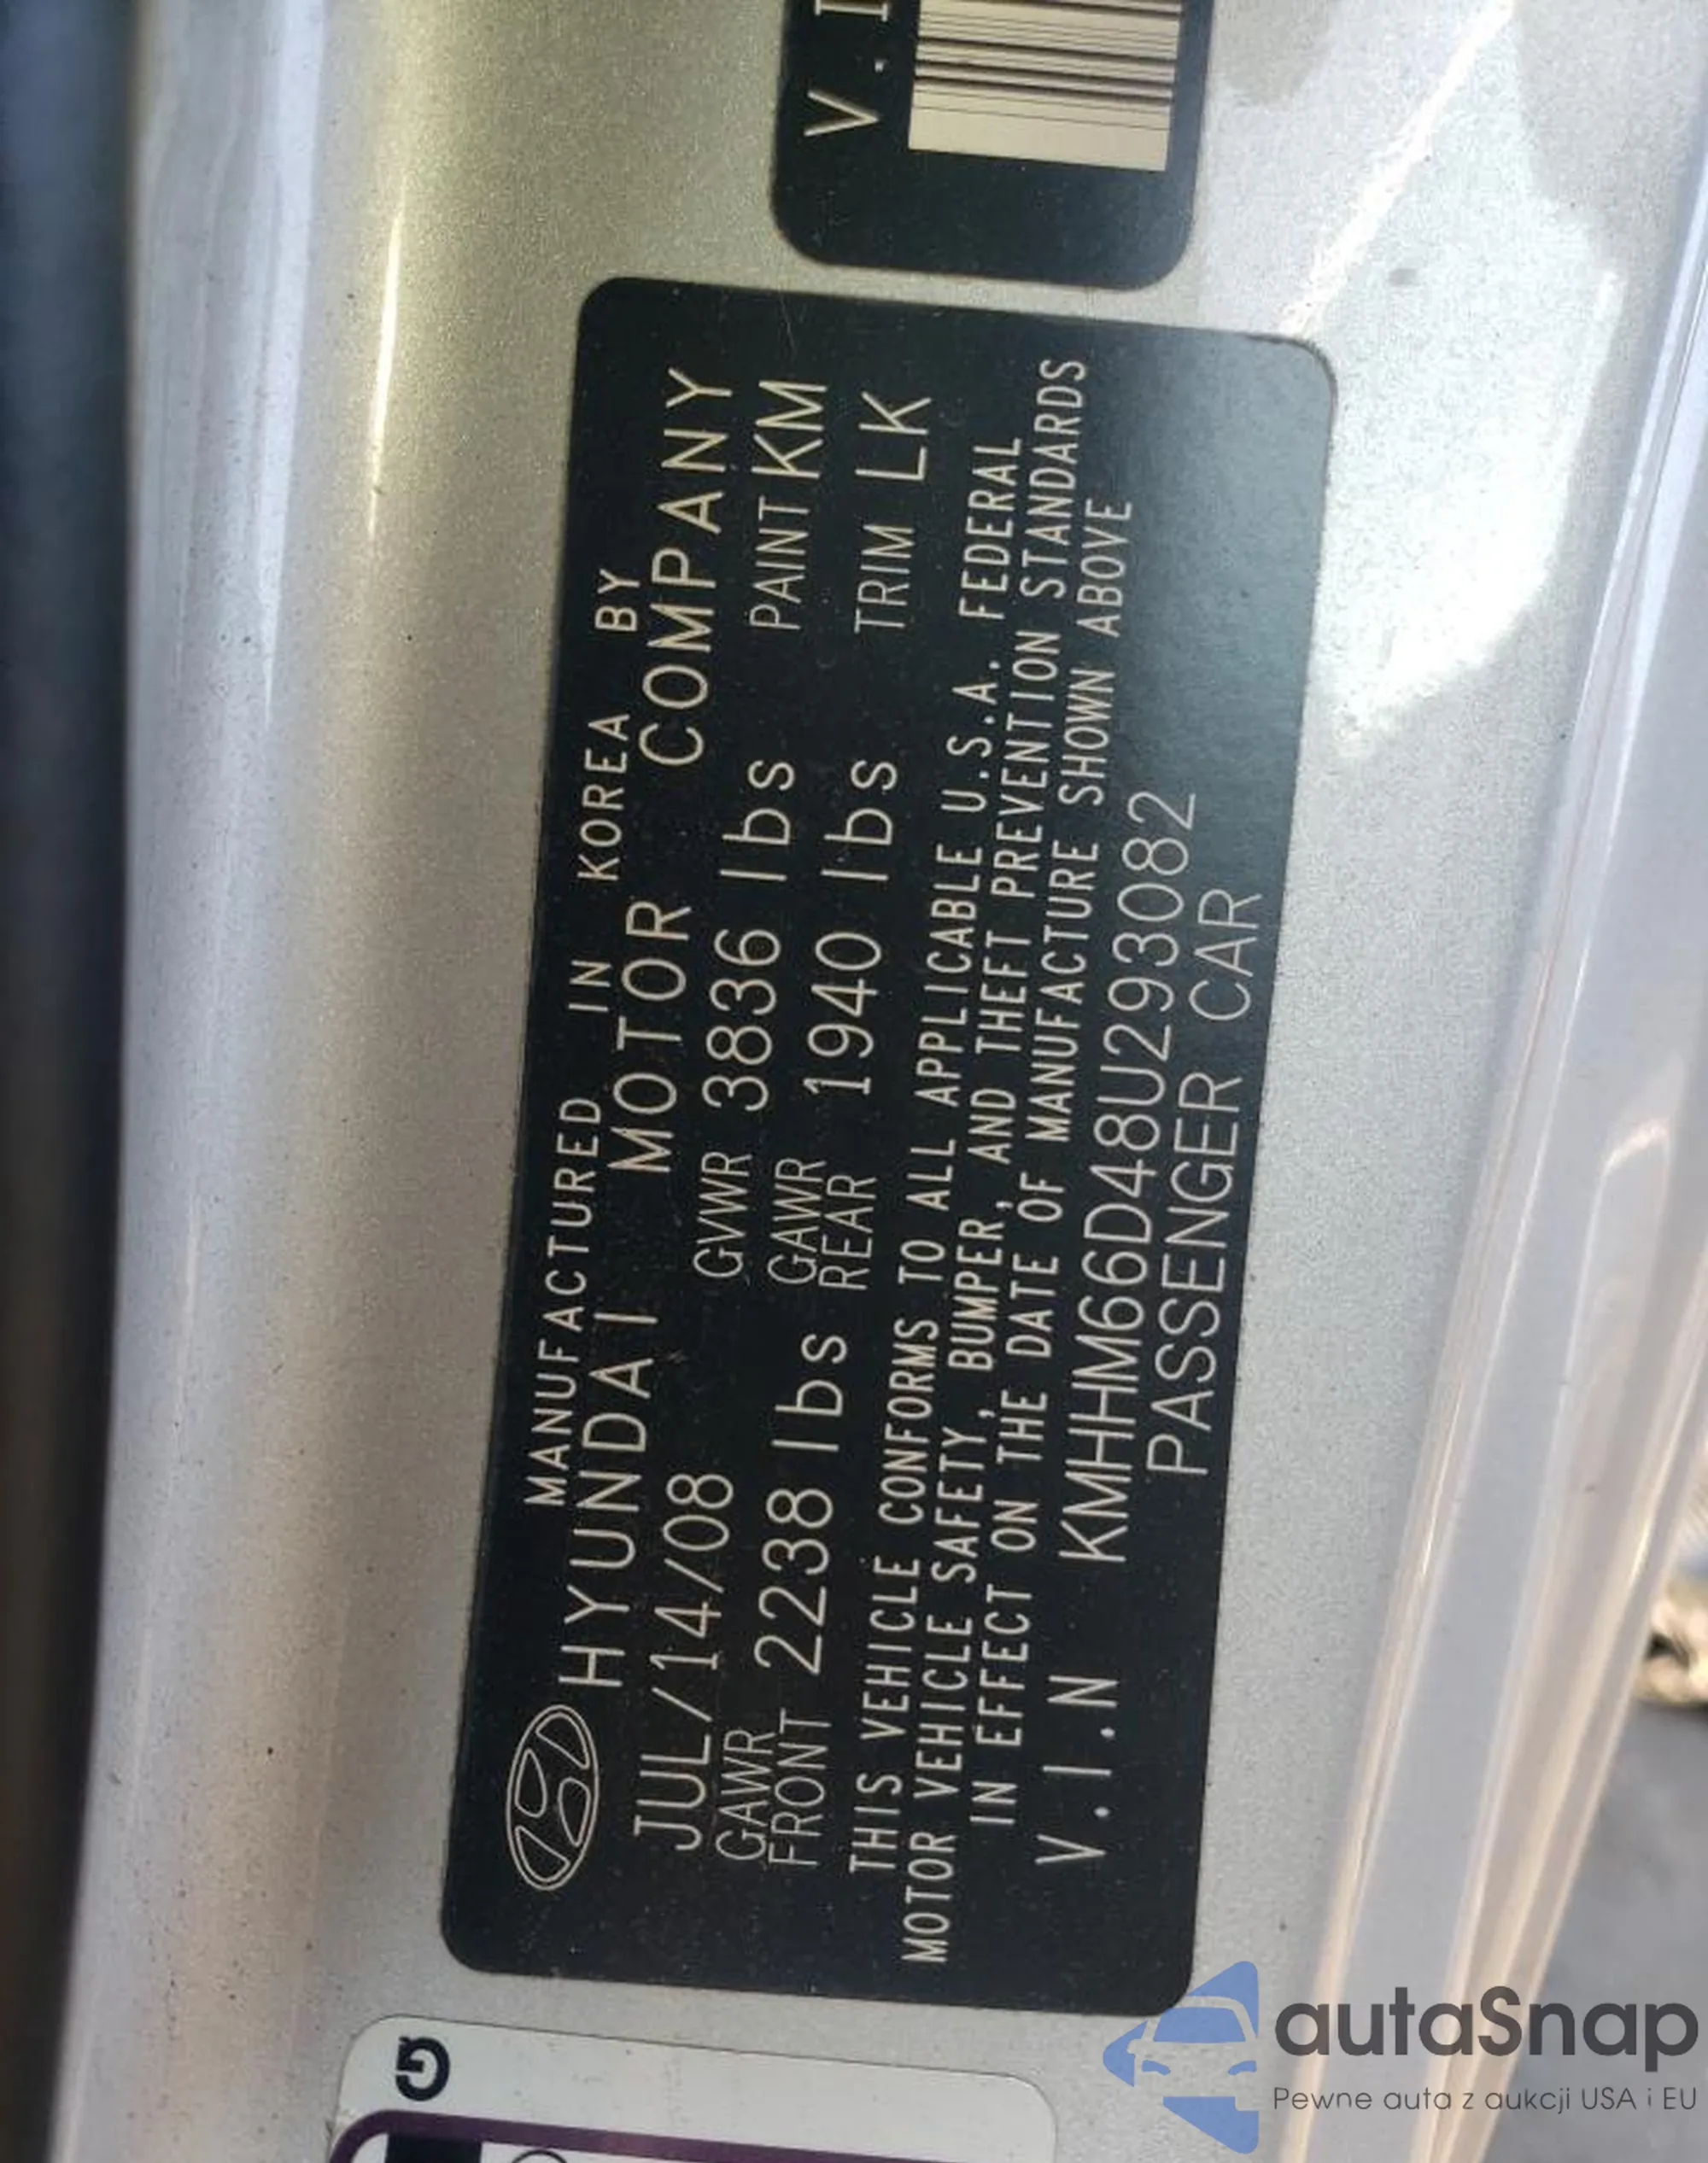 V.I
MANUFACTURED IN KOREA BY
HYUNDAI MOTOR COMPANY
JUL/14/08 GVWR 3836 lbs PAINT KM
GAWR FRONT 2238 lbs GAWR REAR 1940 lbs TRIM LK
THIS VEHICLE CONFORMS TO ALL APPLICABLE U.S.A. FEDERAL
MOTOR VEHICLE SAFETY, BUMPER, AND THEFT PREVENTION STANDARDS
IN EFFECT ON THE DATE OF MANUFACTURE SHOWN ABOVE
V.I.N KMHHM66D48U293082
PASSENGER CAR
G
autaSnap
Pewne auta z aukcji USA i EU